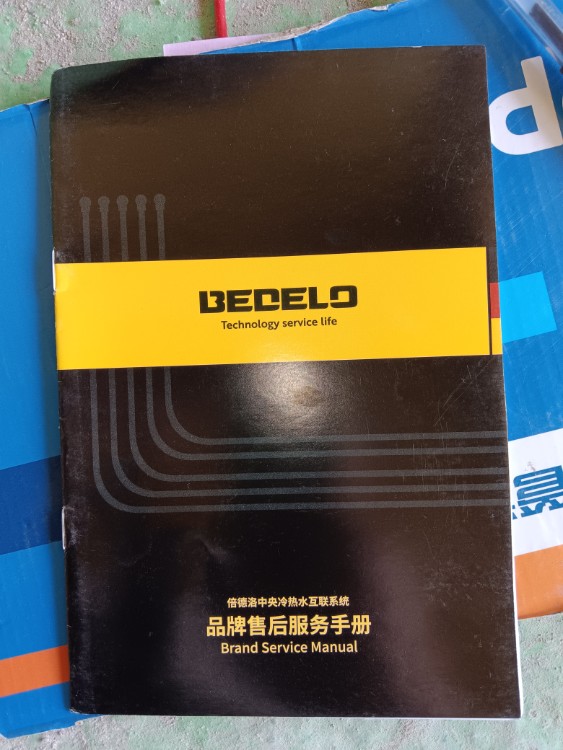 BEDELO
Technology service life
倍德洛中央冷热水互联系统
品牌售后服务手册
Brand Service Manual
P
管